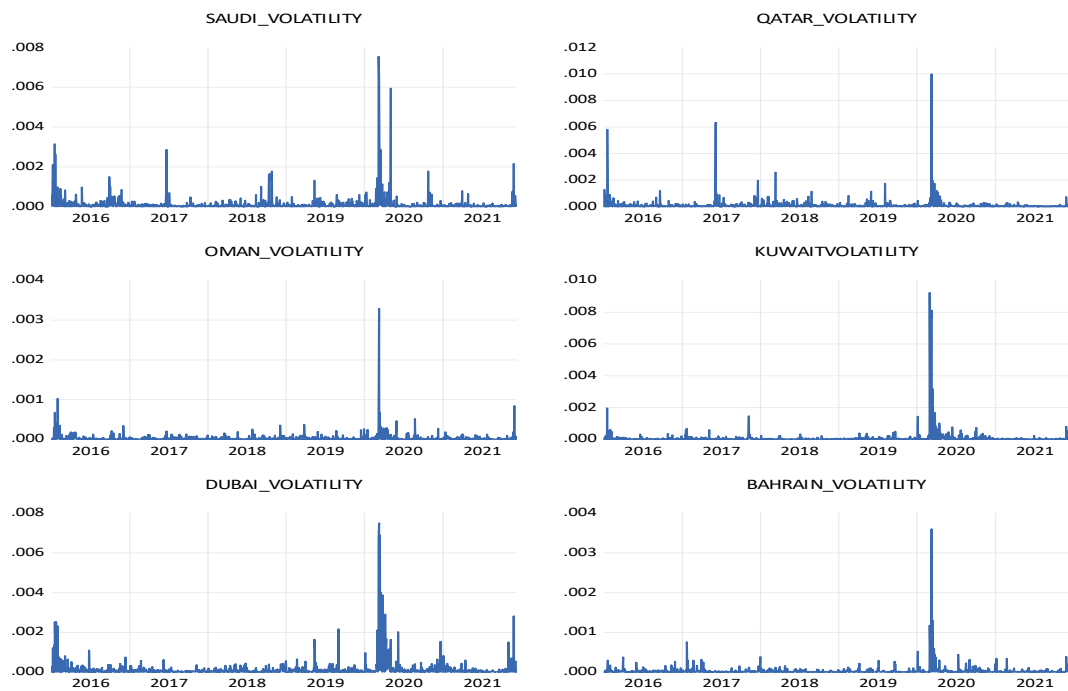 SAUDI_VOLATILITY
.008
.006
.004
.002
.000
2016 2017 2018 2019 2020 2021
QATAR_VOLATILITY
.012
.010
.008
.006
.004
.002
.000
2016 2017 2018 2019 2020 2021
OMAN_VOLATILITY
.004
.003
.002
.001
.000
2016 2017 2018 2019 2020 2021
KUWAITVOLATILITY
.010
.008
.006
.004
.002
.000
2016 2017 2018 2019 2020 2021
DUBAI_VOLATILITY
.008
.006
.004
.002
.000
2016 2017 2018 2019 2020 2021
BAHRAIN_VOLATILITY
.004
.003
.002
.001
.000
2016 2017 2018 2019 2020 2021